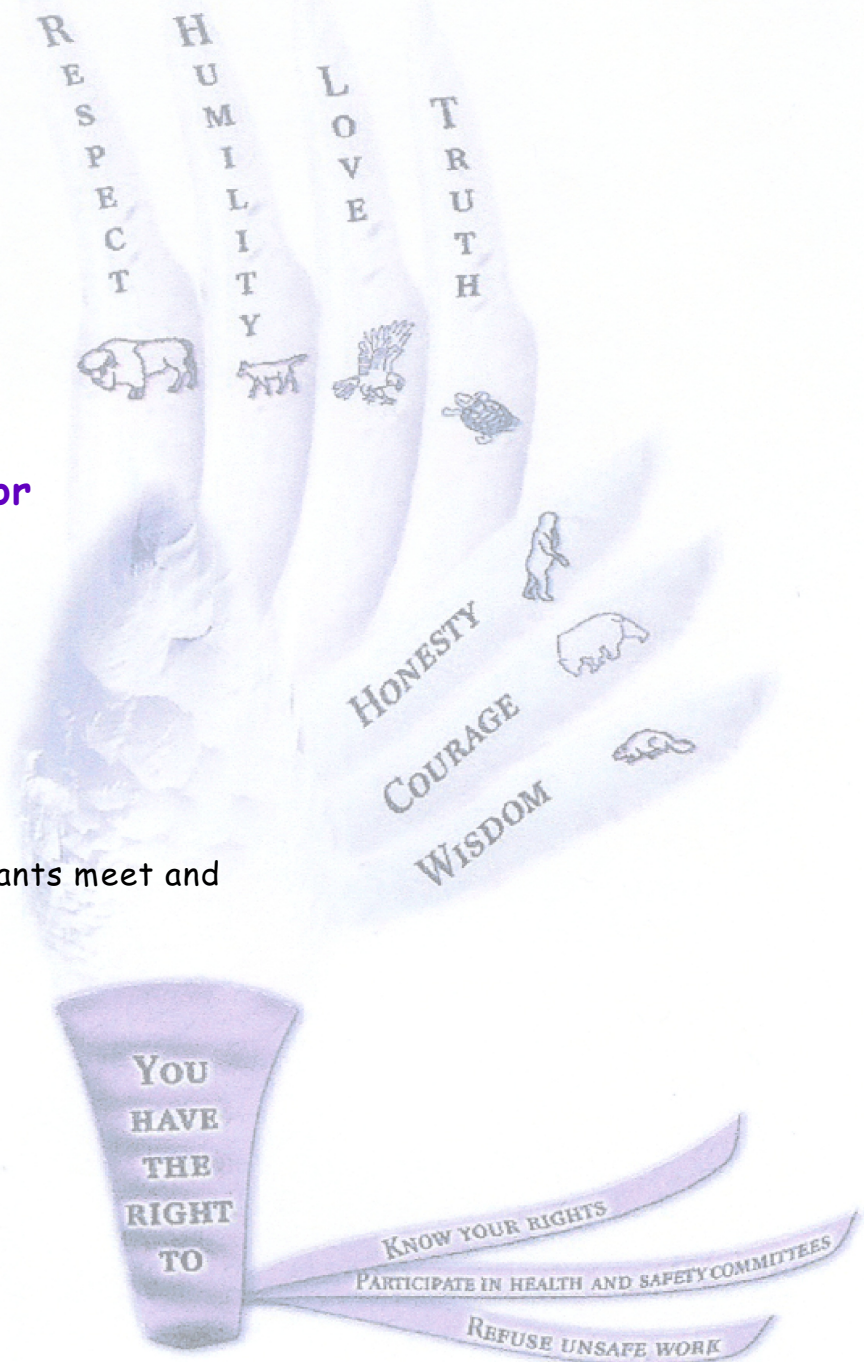 RESPECT
HUMILITY
LOVE
TRUTH
or
HONESTY
COURAGE
WISDOM
ants meet and
YOU
HAVE
THE
RIGHT
TO
KNOW YOUR RIGHTS
PARTICIPATE IN HEALTH AND SAFETY COMMITTEES
REFUSE UNSAFE WORK